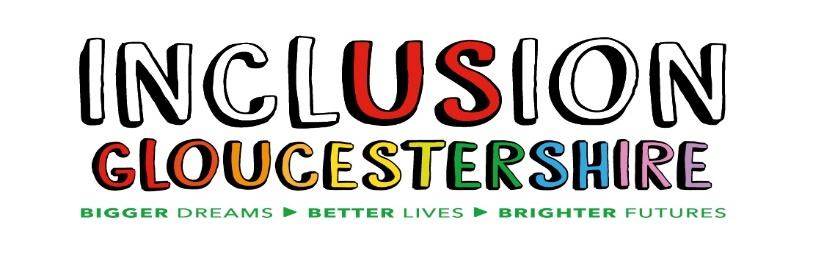 INCLUSION
GLOUCESTERSHIRE
BIGGER DREAMS ▶ BETTER LIVES ▶ BRIGHTER FUTURES